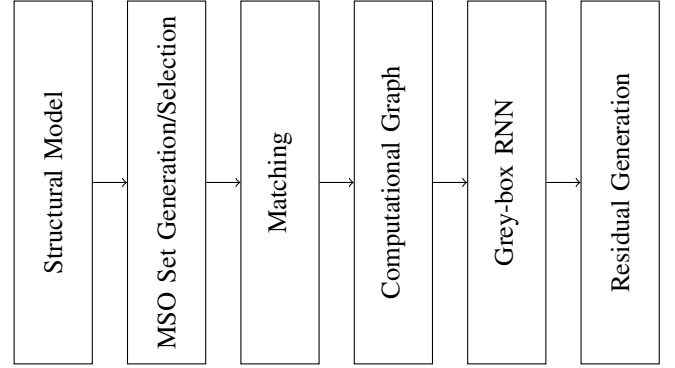 Structural Model
MSO Set Generation/Selection
Matching
Computational Graph
Grey-box RNN
Residual Generation